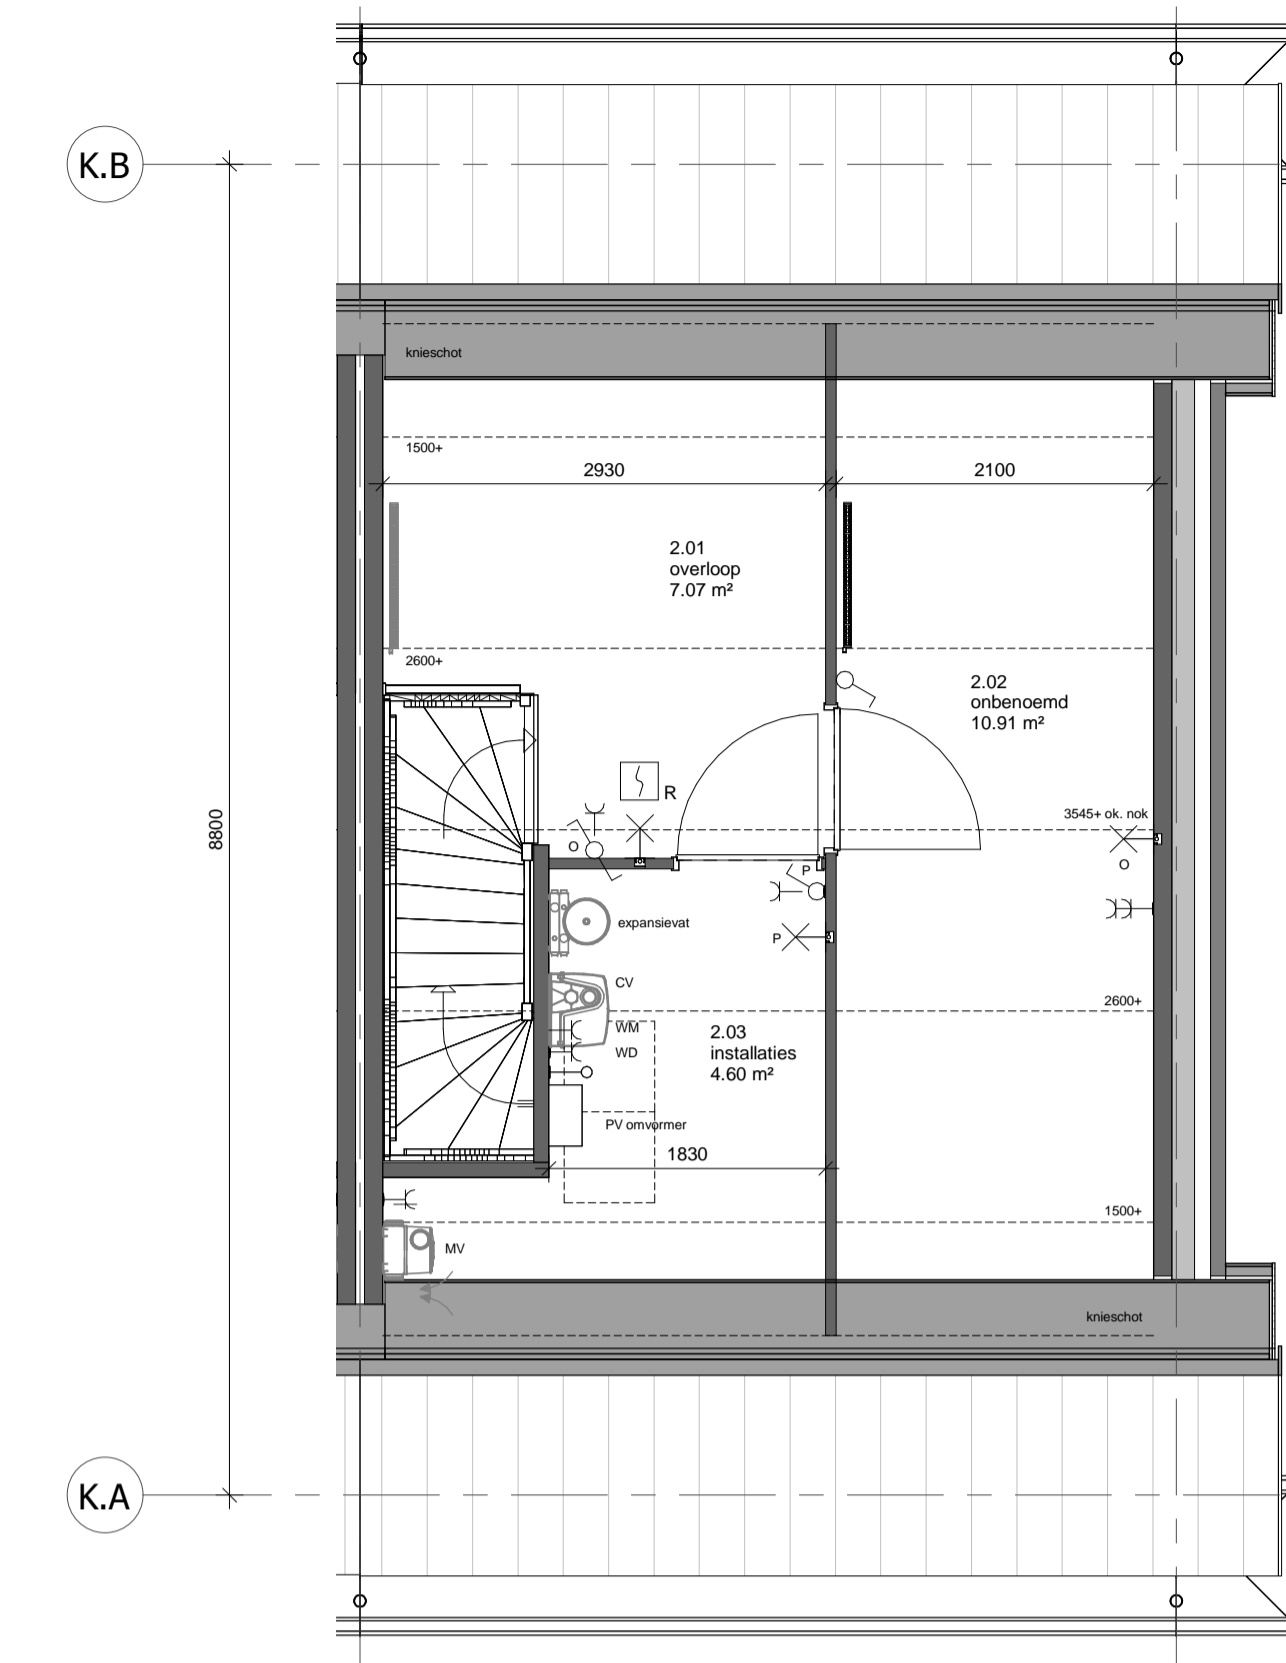 K.B
knieschot
1500+
2930
2100
2.01
overloop
7.07 m²
2600+
2.02
onbenoemd
10.91 m²
R
8800
3545+ ok. nok
O
O
P
expansievat
P
CV
2600+
WM
WD
2.03
installaties
4.60 m²
PV omvormer
1830
1500+
MV
knieschot
K.A